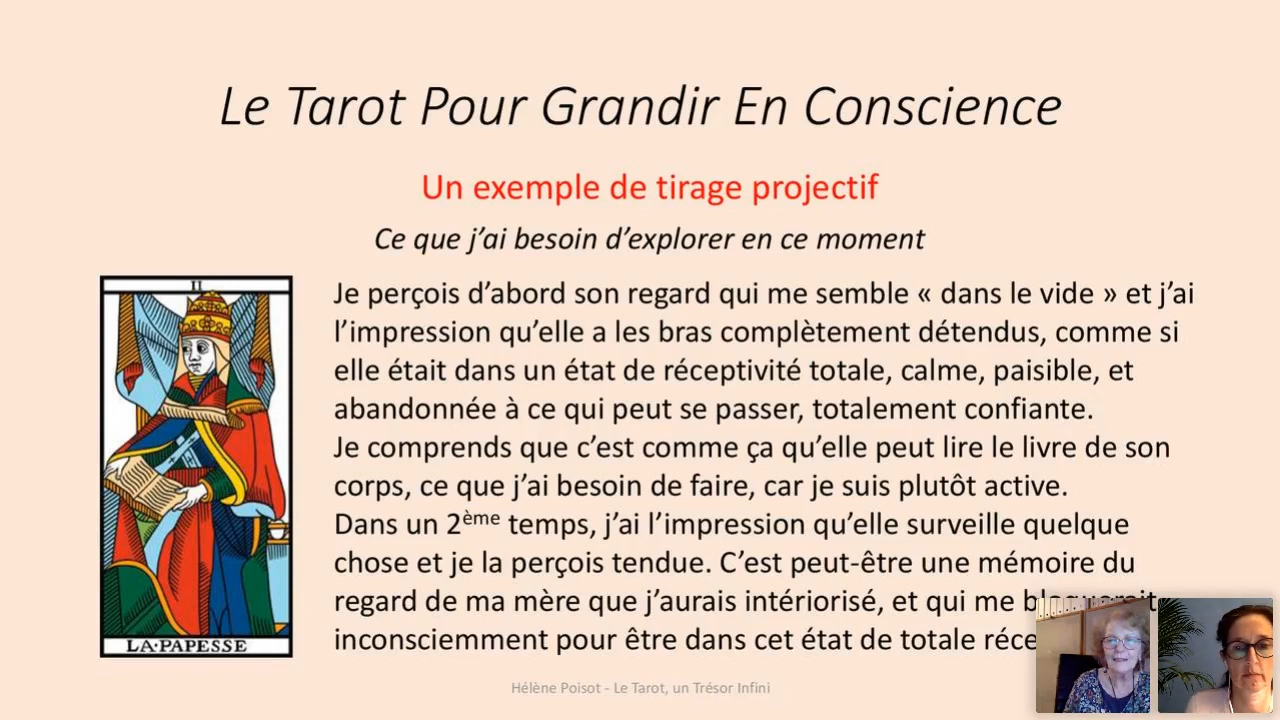 Le Tarot Pour Grandir En Conscience
Un exemple de tirage projectif
Ce que j'ai besoin d'explorer en ce moment
II
Je perçois d'abord son regard qui me semble « dans le vide » et j'ai
l'impression qu'elle a les bras complètement détendus, comme si
elle était dans un état de réceptivité totale, calme, paisible, et
abandonnée à ce qui peut se passer, totalement confiante.
Je comprends que c'est comme ça qu'elle peut lire le livre de son
corps, ce que j'ai besoin de faire, car je suis plutôt active.
Dans un 2ème temps, j'ai l'impression qu'elle surveille quelque
chose et je la perçois tendue. C'est peut-être une mémoire du
regard de ma mère que j'aurais intériorisé, et qui me
inconsciemment pour être dans cet état de totale
LA·PAPESSE
Hélène Poisot - Le Tarot, un Trésor Infini